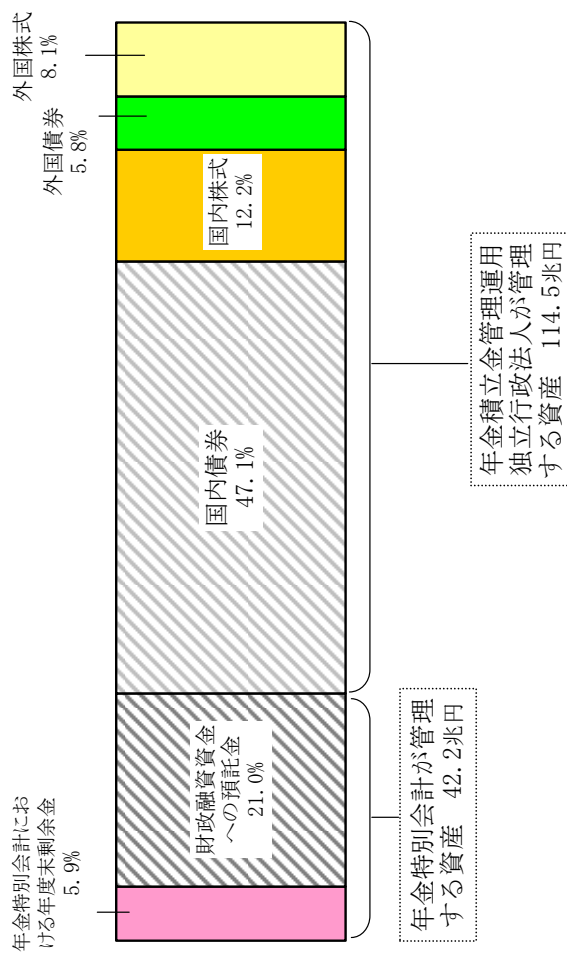 年金特別会計にお
ける年度末剰余金
5.9%
財政融資資金
への預託金
21.0%
国内債券
47.1%
国内株式
12.2%
外国債券
5.8%
外国株式
8.1%
年金特別会計が管理
する資産 42.2兆円
年金積立金管理運用
独立行政法人が管理
する資産 114.5兆円